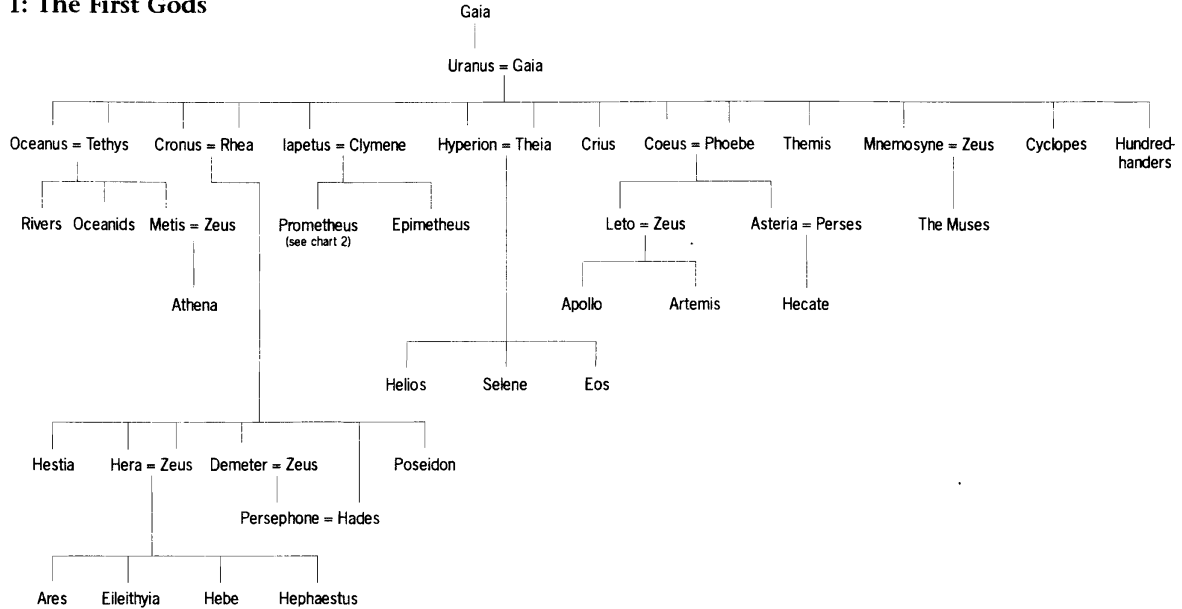 1: The First Gods
Gaia
Uranus = Gaia
Oceanus = Tethys Cronus = Rhea Iapetus = Clymene Hyperion = Theia Crius Coeus = Phoebe Themis Mnemosyne = Zeus Cyclopes Hundred-
handers
Rivers Oceanids Metis = Zeus Prometheus Epimetheus Leto = Zeus Asteria = Perses The Muses
(see chart 2)
Athena Apollo Artemis Hecate
Helios Selene Eos
Hestia Hera = Zeus Demeter = Zeus Poseidon
Persephone = Hades
Ares Eileithyia Hebe Hephaestus